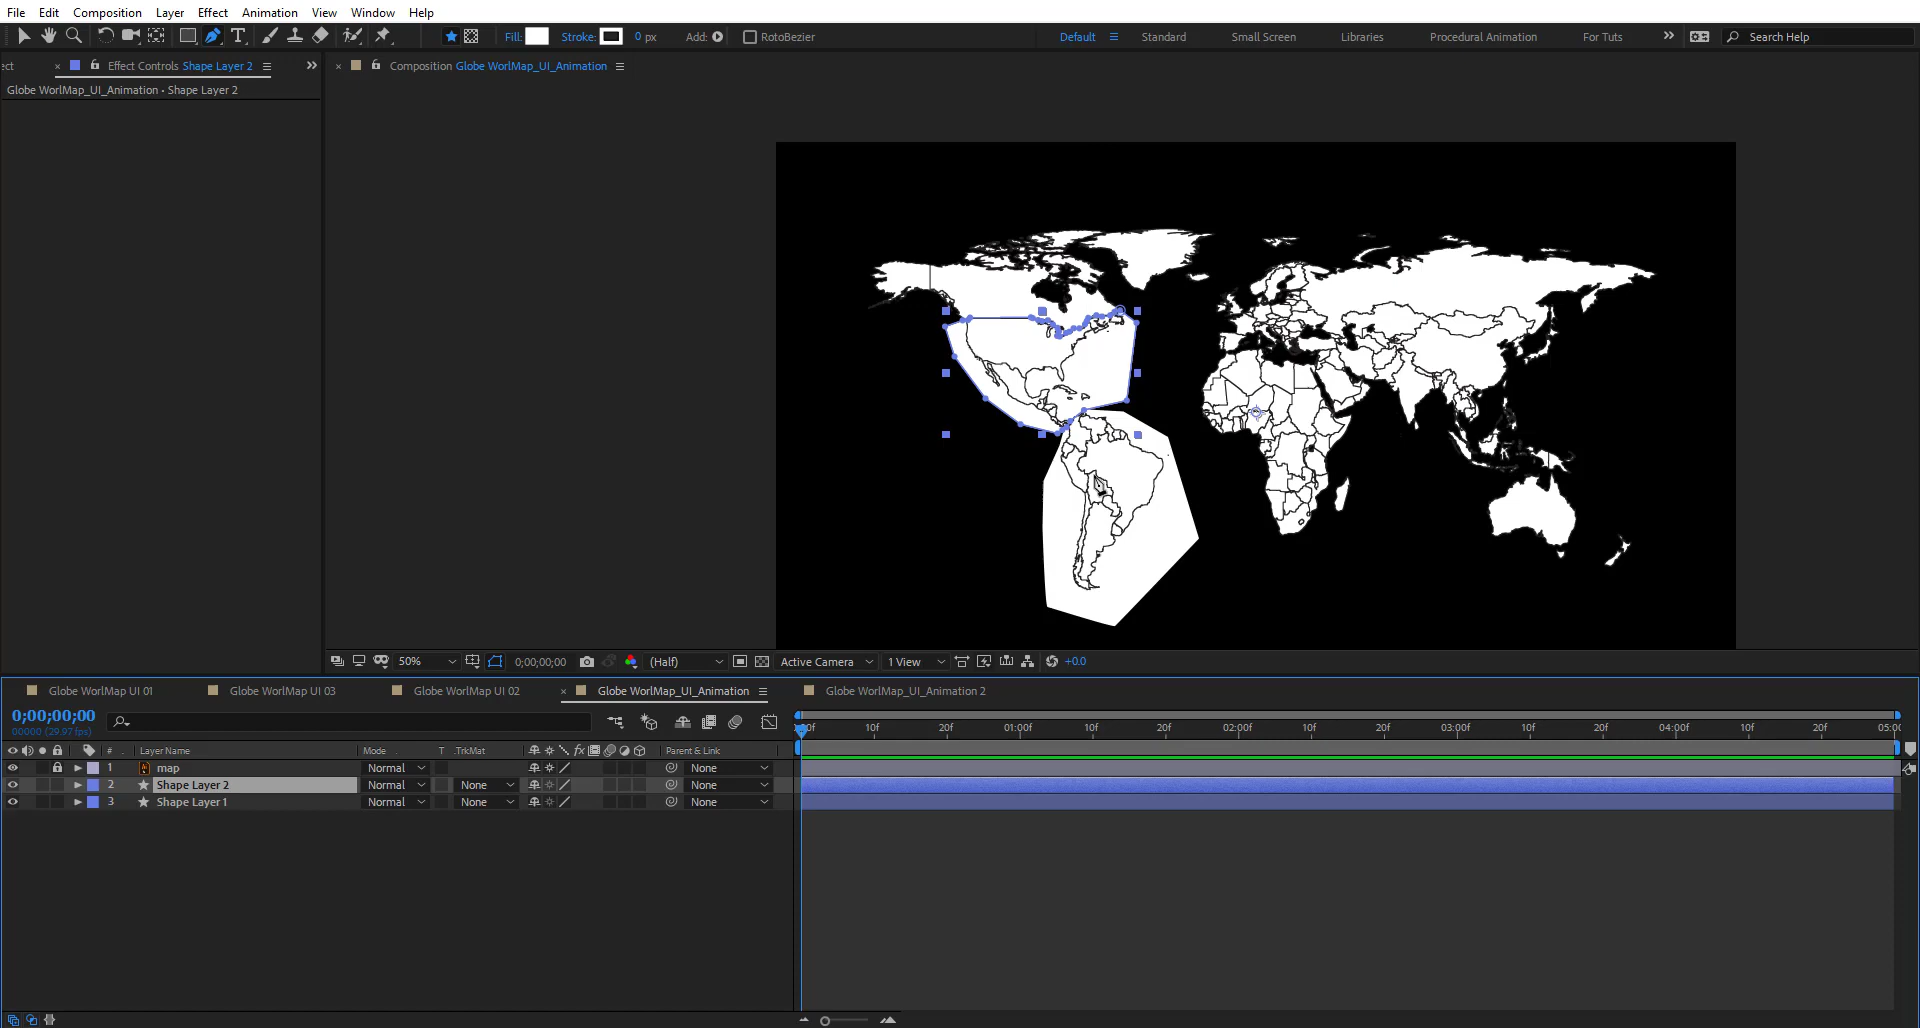 File Edit Composition Layer Effect Animation View Window Help
Fill: Stroke: 0 px Add: RotoBezier Default Standard Small Screen Libraries Procedural Animation For Tuts Search Help
ect Effect Controls Shape Layer 2
Composition Globe WorlMap_UI_Animation
Globe WorlMap_UI_Animation • Shape Layer 2
50% 0;00;00;00 (Half) Active Camera 1 View +0.0
Globe WorlMap UI 01 Globe WorlMap UI 03 Globe WorlMap UI 02 Globe WorlMap_UI_Animation Globe WorlMap_UI_Animation 2
0;00;00;00
00000 (29.97 fps)
:00f 10f 20f 01:00f 10f 20f 02:00f 10f 20f 03:00f 10f 20f 04:00f 10f 20f 05:00
# Layer Name Mode T .TrkMat fx Parent & Link
1 map Normal None
2 Shape Layer 2 Normal None None
3 Shape Layer 1 Normal None None